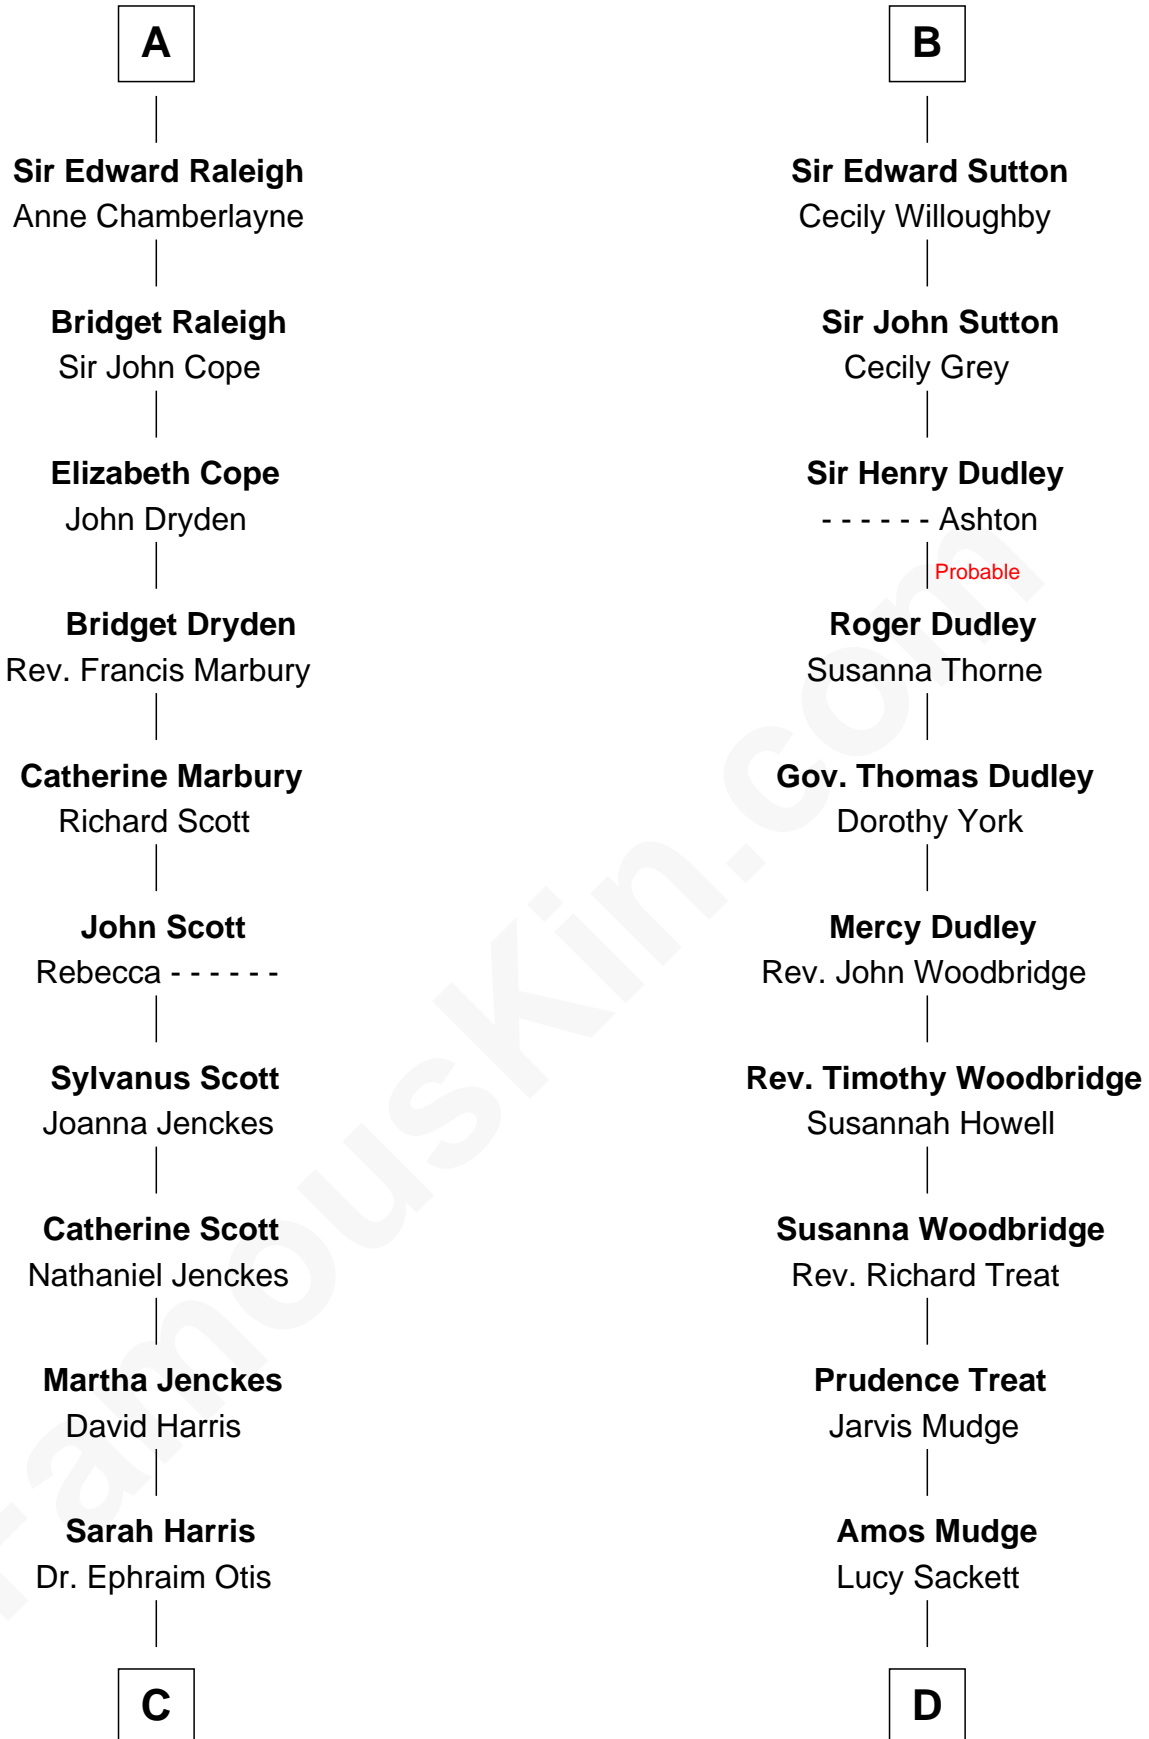 A
Sir Edward Raleigh
Anne Chamberlayne
Bridget Raleigh
Sir John Cope
Elizabeth Cope
John Dryden
Bridget Dryden
Rev. Francis Marbury
Catherine Marbury
Richard Scott
John Scott
Rebecca - - - - - -
Sylvanus Scott
Joanna Jenckes
Catherine Scott
Nathaniel Jenckes
Martha Jenckes
David Harris
Sarah Harris
Dr. Ephraim Otis
C
B
Sir Edward Sutton
Cecily Willoughby
Sir John Sutton
Cecily Grey
Sir Henry Dudley
- - - - - - Ashton
Probable
Roger Dudley
Susanna Thorne
Gov. Thomas Dudley
Dorothy York
Mercy Dudley
Rev. John Woodbridge
Rev. Timothy Woodbridge
Susannah Howell
Susanna Woodbridge
Rev. Richard Treat
Prudence Treat
Jarvis Mudge
Amos Mudge
Lucy Sackett
D
FamousKin.com